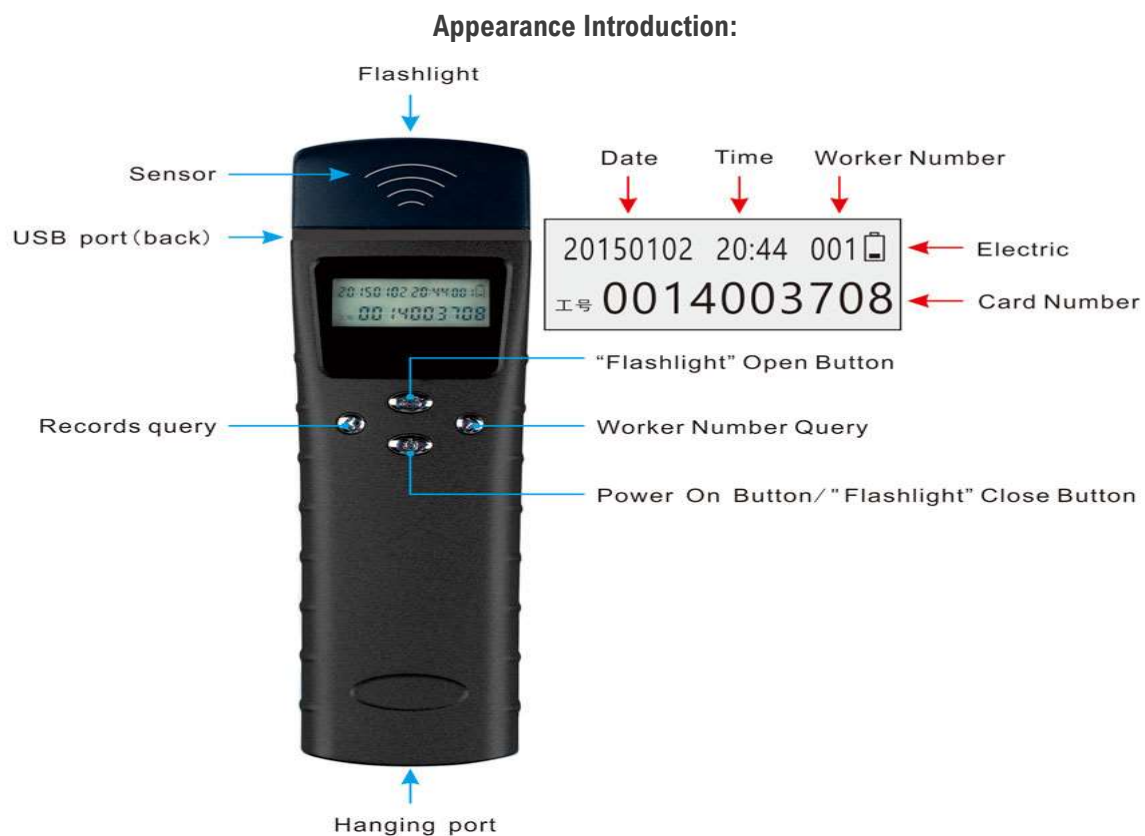 Appearance Introduction:
Flashlight
Sensor
USB port(back)
Date Time Worker Number
20150102 20:44 001
Electric
工号 0014003708
Card Number
20150102 20:44 001
0014003708
"Flashlight" Open Button
Records query
Worker Number Query
Power On Button/"Flashlight" Close Button
Hanging port